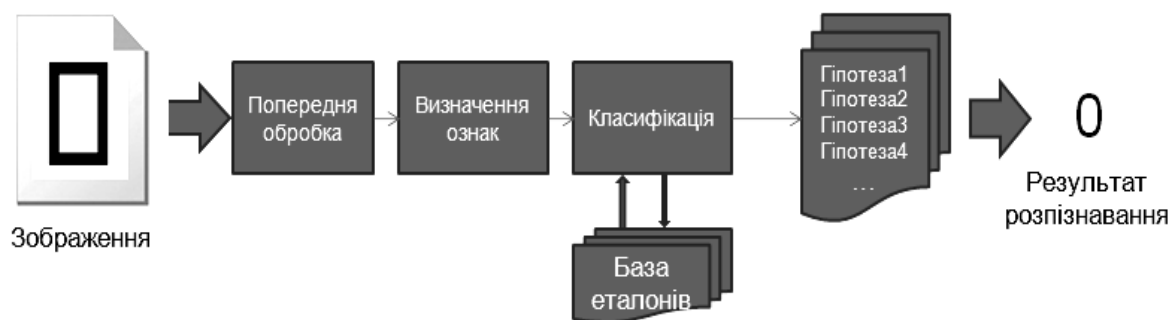 Зображення
Попередня
обробка
Визначення
ознак
Класифікація
База
еталонів
Гіпотеза1
Гіпотеза2
Гіпотеза3
Гіпотеза4
...
0
Результат
розпізнавання